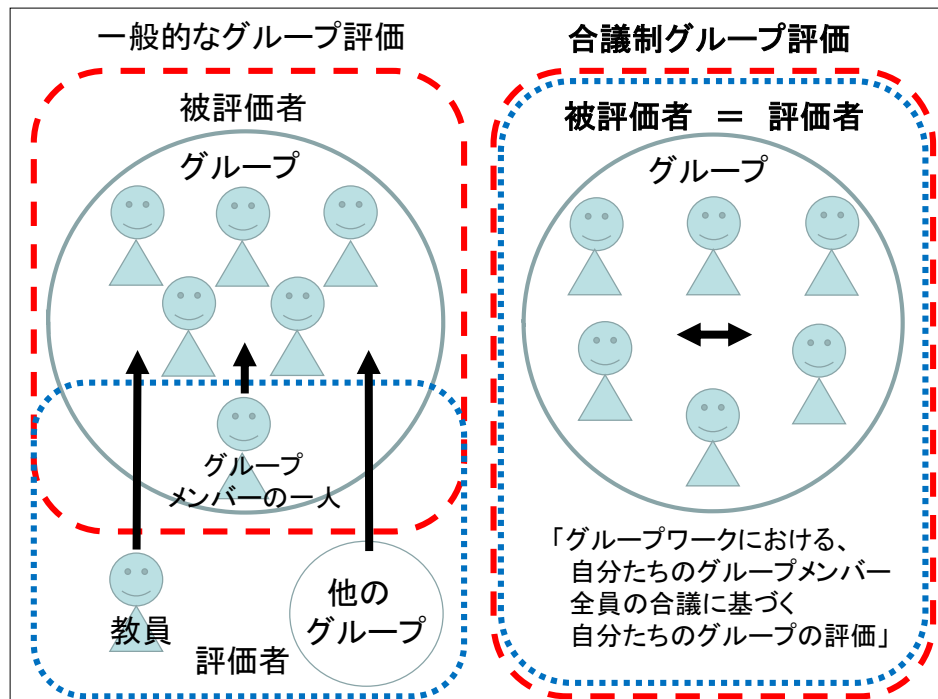 一般的なグループ評価
被評価者
グループ
グループ
メンバーの一人
教員
他の
グループ
評価者
合議制グループ評価
被評価者 ＝ 評価者
グループ
「グループワークにおける、
自分たちのグループメンバー
全員の合議に基づく
自分たちのグループの評価」